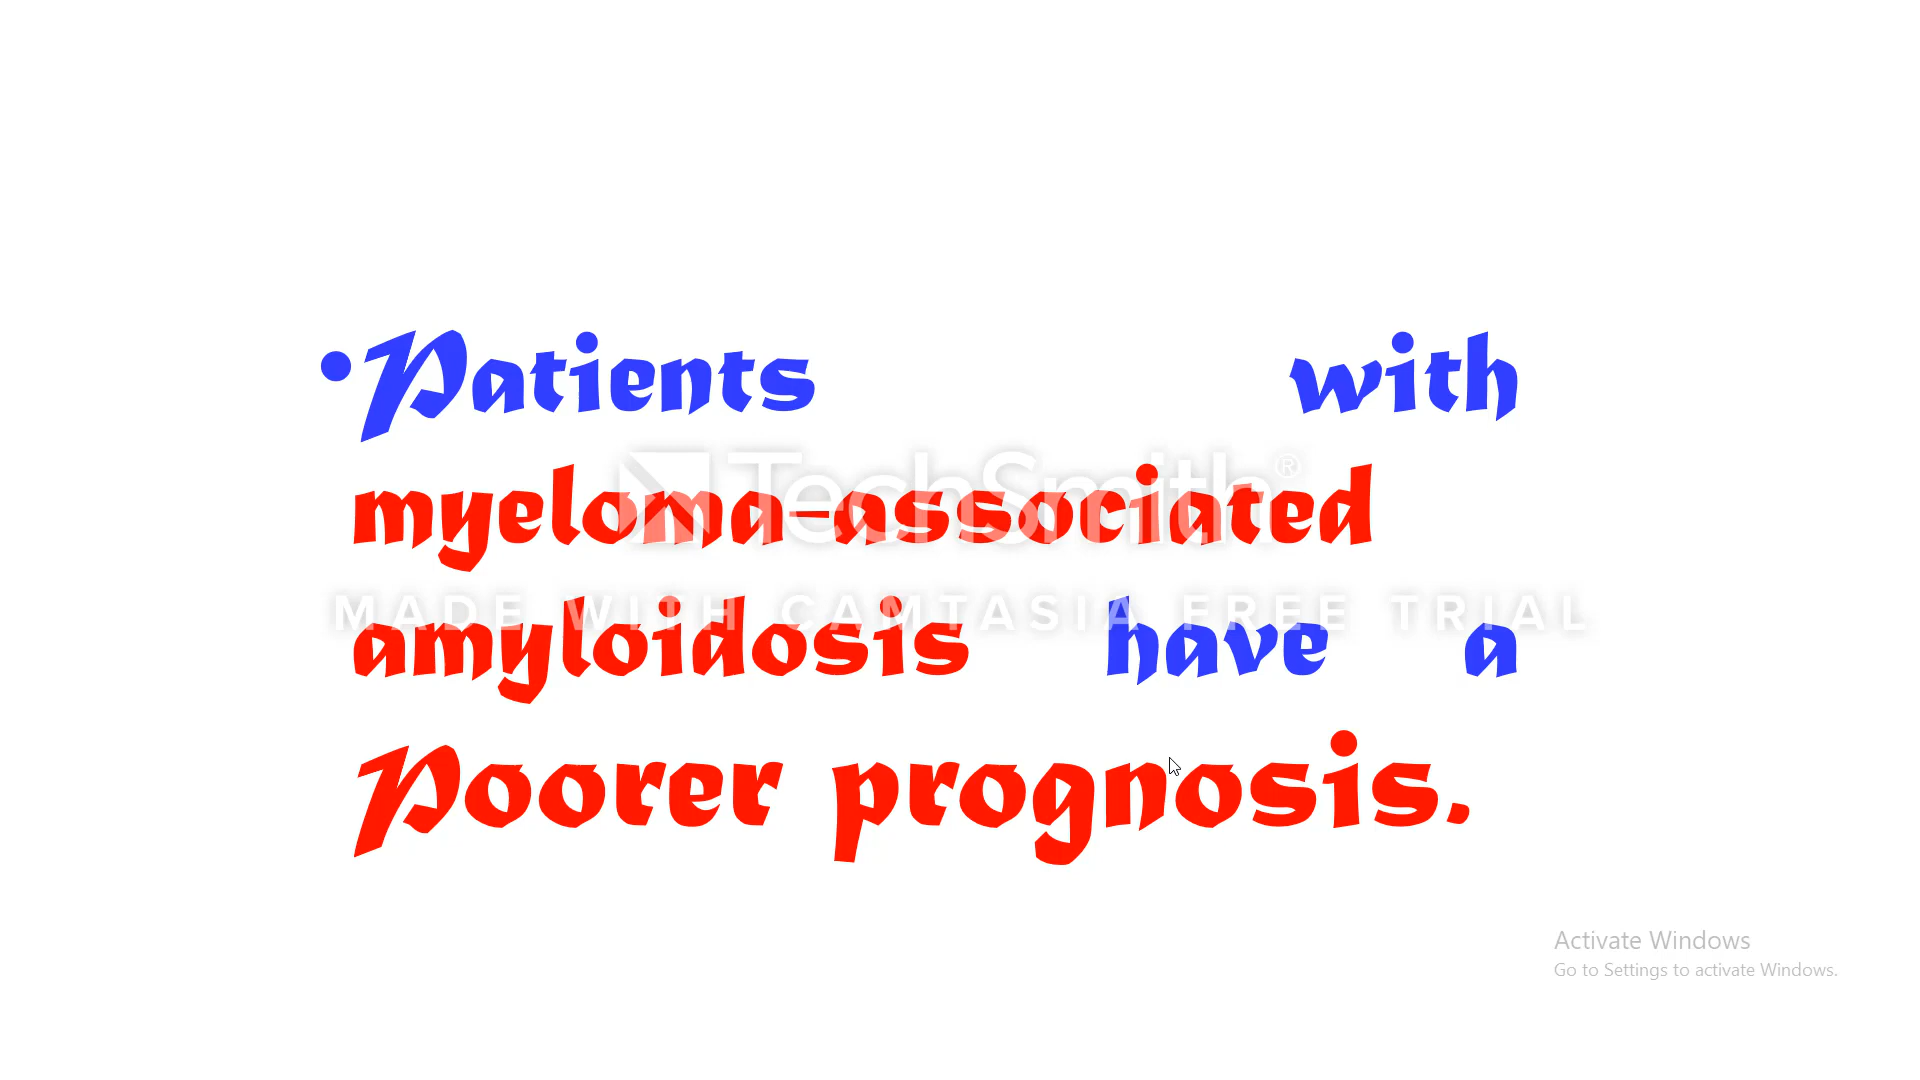 •Patients with
myeloma-associated
amyloidosis have a
Poorer prognosis.
TechSmith®
MADE WITH CAMTASIA FREE TRIAL
Activate Windows
Go to Settings to activate Windows.